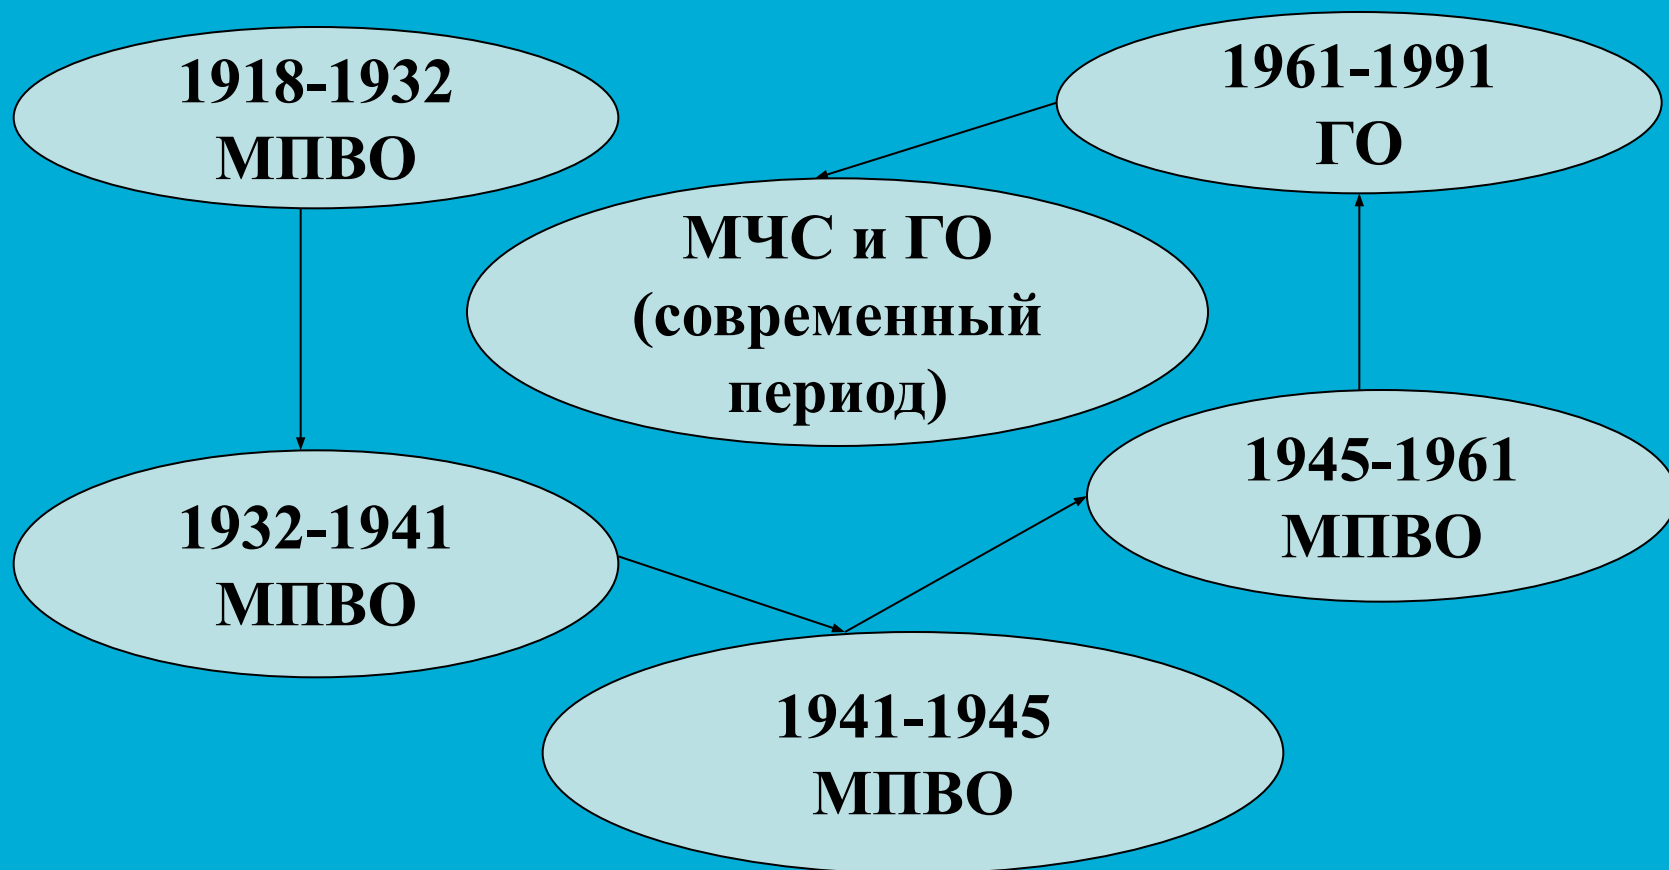 1918-1932
МПВО
1961-1991
ГО
МЧС и ГО
(современный
период)
1932-1941
МПВО
1945-1961
МПВО
1941-1945
МПВО